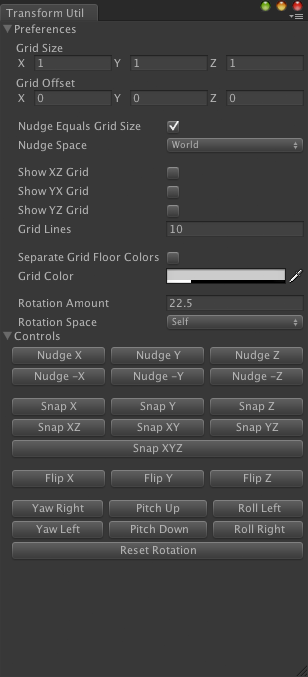 Transform Util
Preferences
Grid Size
X 1 Y 1 Z 1
Grid Offset
X 0 Y 0 Z 0
Nudge Equals Grid Size
Nudge Space World
Show XZ Grid
Show YX Grid
Show YZ Grid
Grid Lines 10
Separate Grid Floor Colors
Grid Color
Rotation Amount 22.5
Rotation Space Self
Controls
Nudge X Nudge Y Nudge Z
Nudge -X Nudge -Y Nudge -Z
Snap X Snap Y Snap Z
Snap XZ Snap XY Snap YZ
Snap XYZ
Flip X Flip Y Flip Z
Yaw Right Pitch Up Roll Left
Yaw Left Pitch Down Roll Right
Reset Rotation